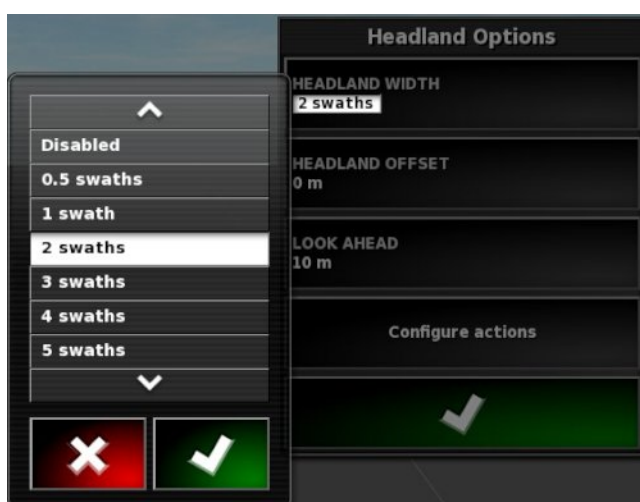 Headland Options
HEADLAND WIDTH
2 swaths
HEADLAND OFFSET
0 m
LOOK AHEAD
10 m
Configure actions
Disabled
0.5 swaths
1 swath
2 swaths
3 swaths
4 swaths
5 swaths